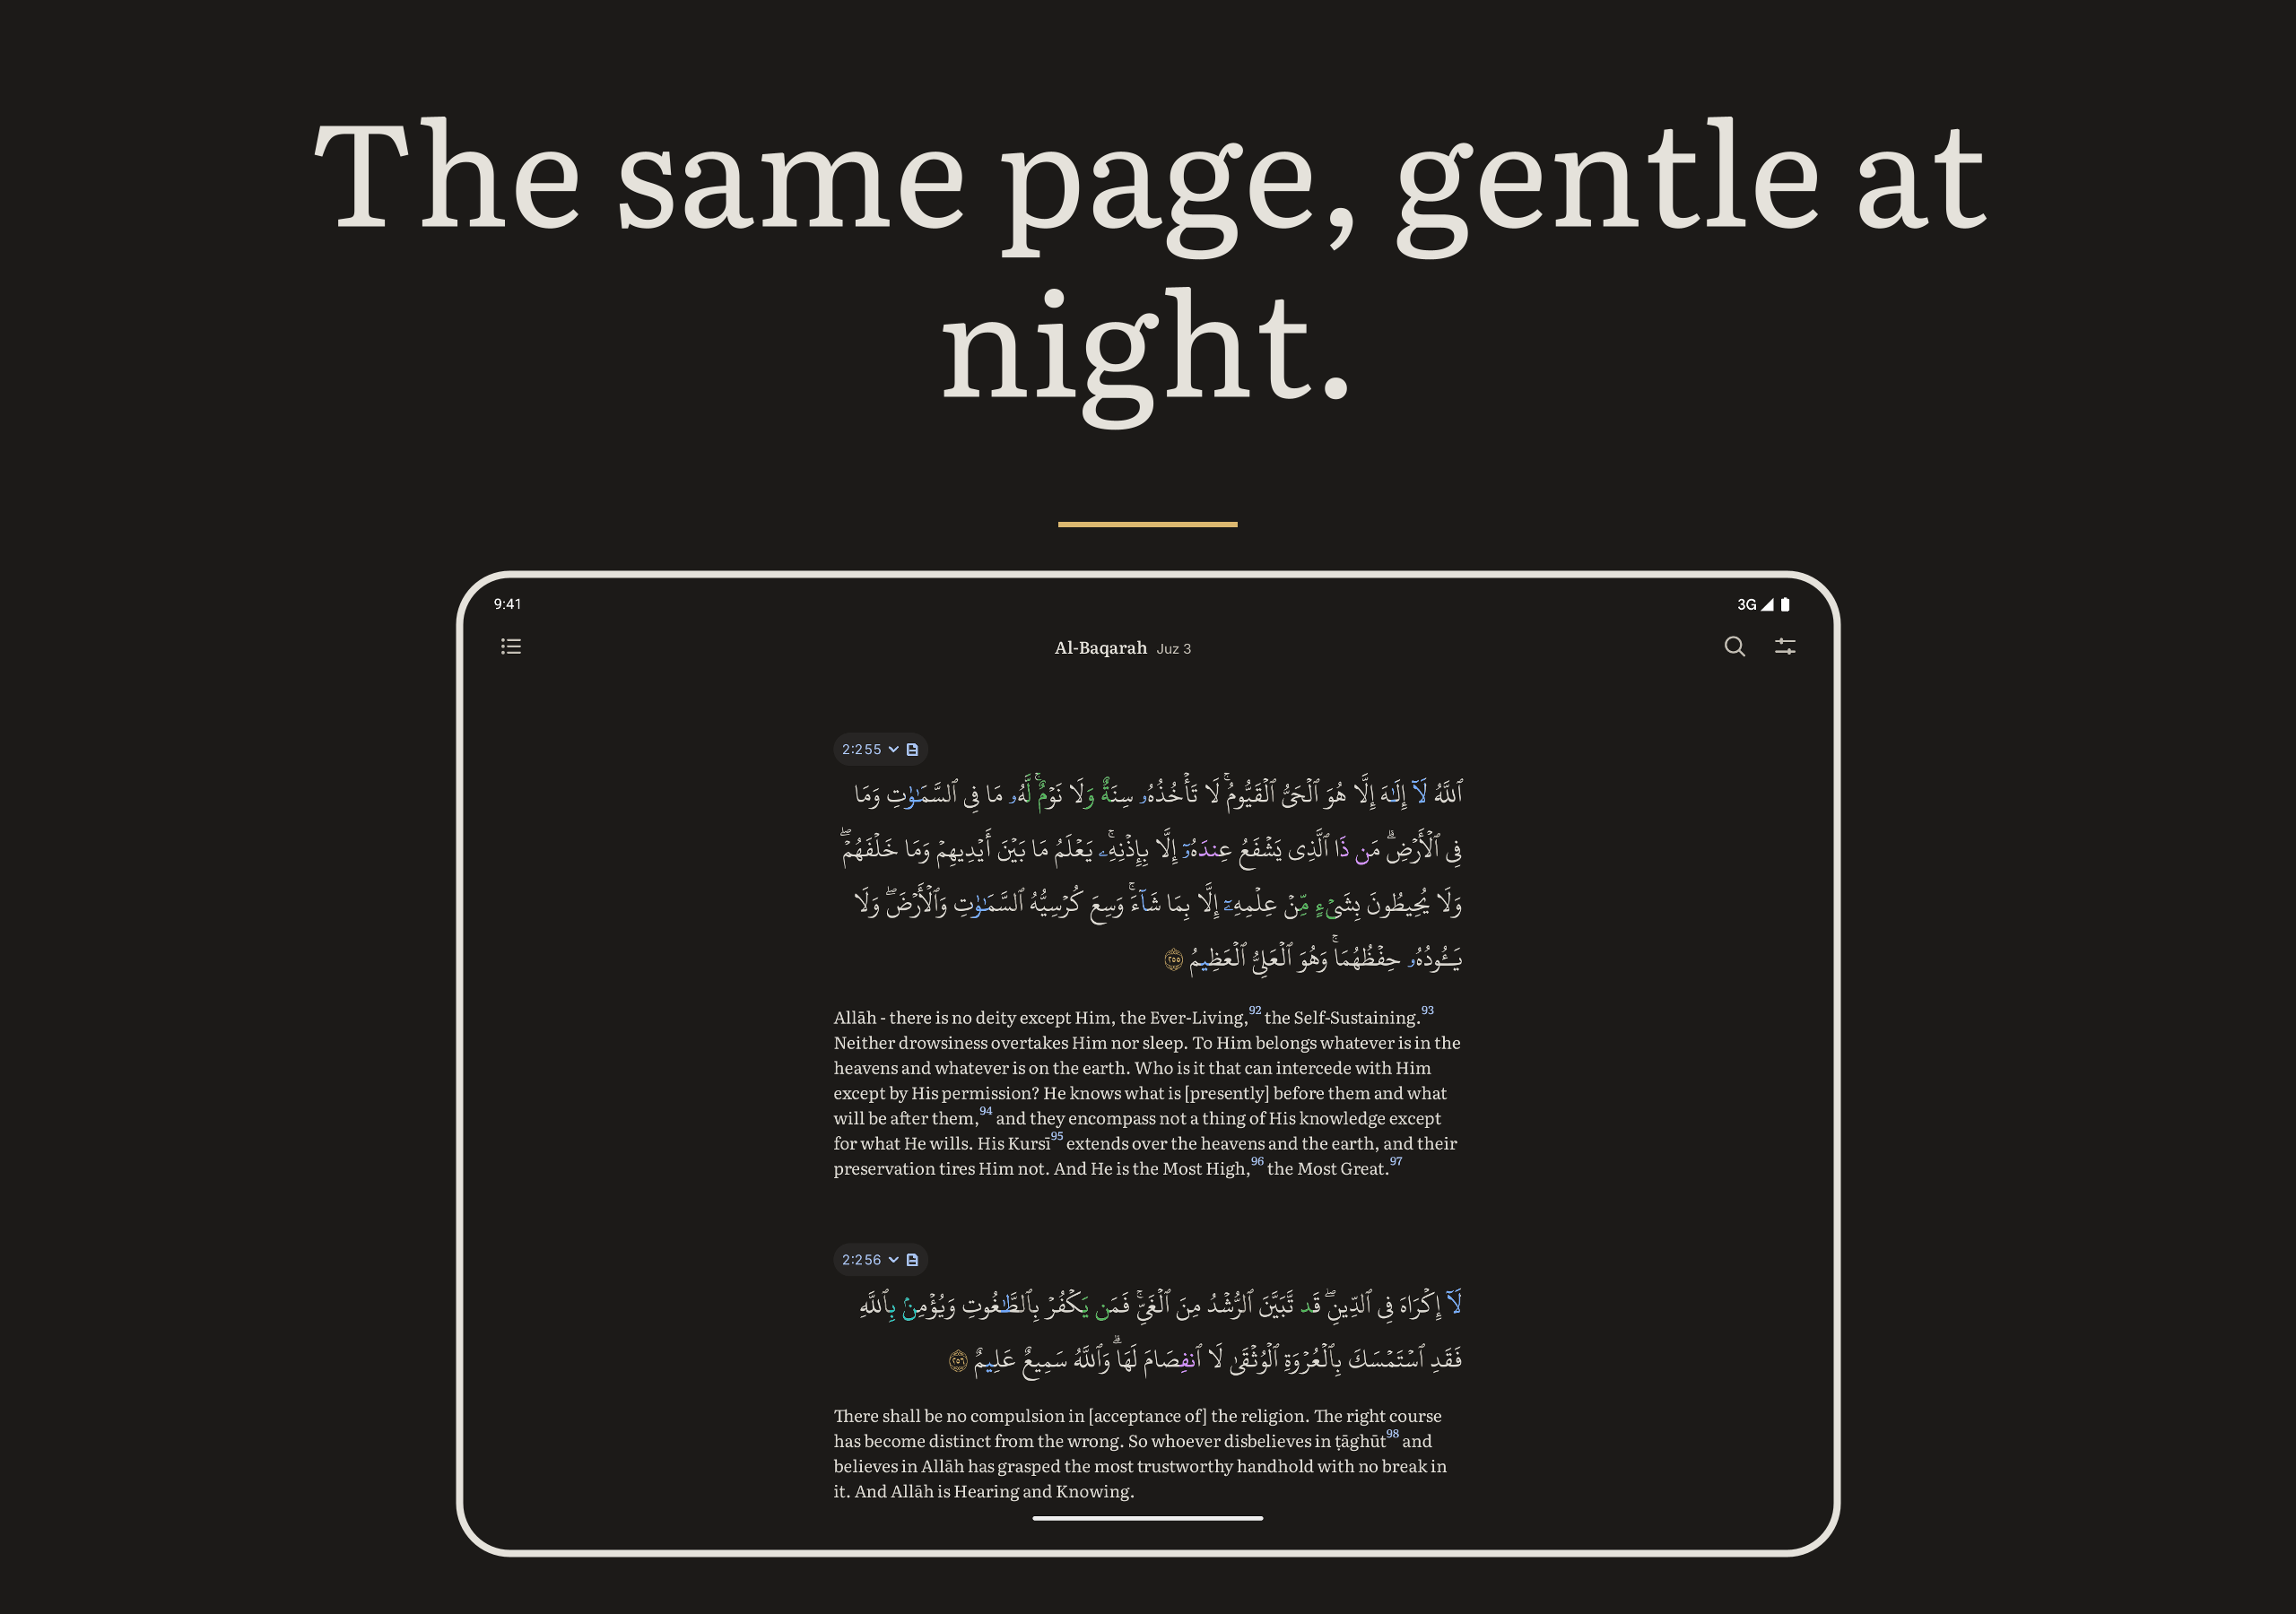 The same page, gentle at
night.
9:41
3G
Al-Baqarah Juz 3
2:255
ٱللَّهُ لَآ إِلَـٰهَ إِلَّا هُوَ ٱلْحَىُّ ٱلْقَيُّومُ ۚ لَا تَأْخُذُهُۥ سِنَةٌ وَلَا نَوْمٌ ۚ لَّهُۥ مَا فِى ٱلسَّمَـٰوَٰتِ وَمَا
فِى ٱلْأَرْضِ ۗ مَن ذَا ٱلَّذِى يَشْفَعُ عِندَهُۥٓ إِلَّا بِإِذْنِهِۦ ۚ يَعْلَمُ مَا بَيْنَ أَيْدِيهِمْ وَمَا خَلْفَهُمْ ۖ
وَلَا يُحِيطُونَ بِشَىْءٍ مِّنْ عِلْمِهِۦٓ إِلَّا بِمَا شَآءَ ۚ وَسِعَ كُرْسِيُّهُ ٱلسَّمَـٰوَٰتِ وَٱلْأَرْضَ ۖ وَلَا
يَـُٔودُهُۥ حِفْظُهُمَا ۚ وَهُوَ ٱلْعَلِىُّ ٱلْعَظِيمُ ٢٥٥
Allāh - there is no deity except Him, the Ever-Living,92 the Self-Sustaining.93
Neither drowsiness overtakes Him nor sleep. To Him belongs whatever is in the
heavens and whatever is on the earth. Who is it that can intercede with Him
except by His permission? He knows what is [presently] before them and what
will be after them,94 and they encompass not a thing of His knowledge except
for what He wills. His Kursī95 extends over the heavens and the earth, and their
preservation tires Him not. And He is the Most High,96 the Most Great.97
2:256
لَآ إِكْرَاهَ فِى ٱلدِّينِ ۖ قَد تَّبَيَّنَ ٱلرُّشْدُ مِنَ ٱلْغَىِّ ۚ فَمَن يَكْفُرْ بِٱلطَّـٰغُوتِ وَيُؤْمِنۢ بِٱللَّهِ
فَقَدِ ٱسْتَمْسَكَ بِٱلْعُرْوَةِ ٱلْوُثْقَىٰ لَا ٱنفِصَامَ لَهَا ۗ وَٱللَّهُ سَمِيعٌ عَلِيمٌ ٢٥٦
There shall be no compulsion in [acceptance of] the religion. The right course
has become distinct from the wrong. So whoever disbelieves in ṭāghūt98 and
believes in Allāh has grasped the most trustworthy handhold with no break in
it. And Allāh is Hearing and Knowing.